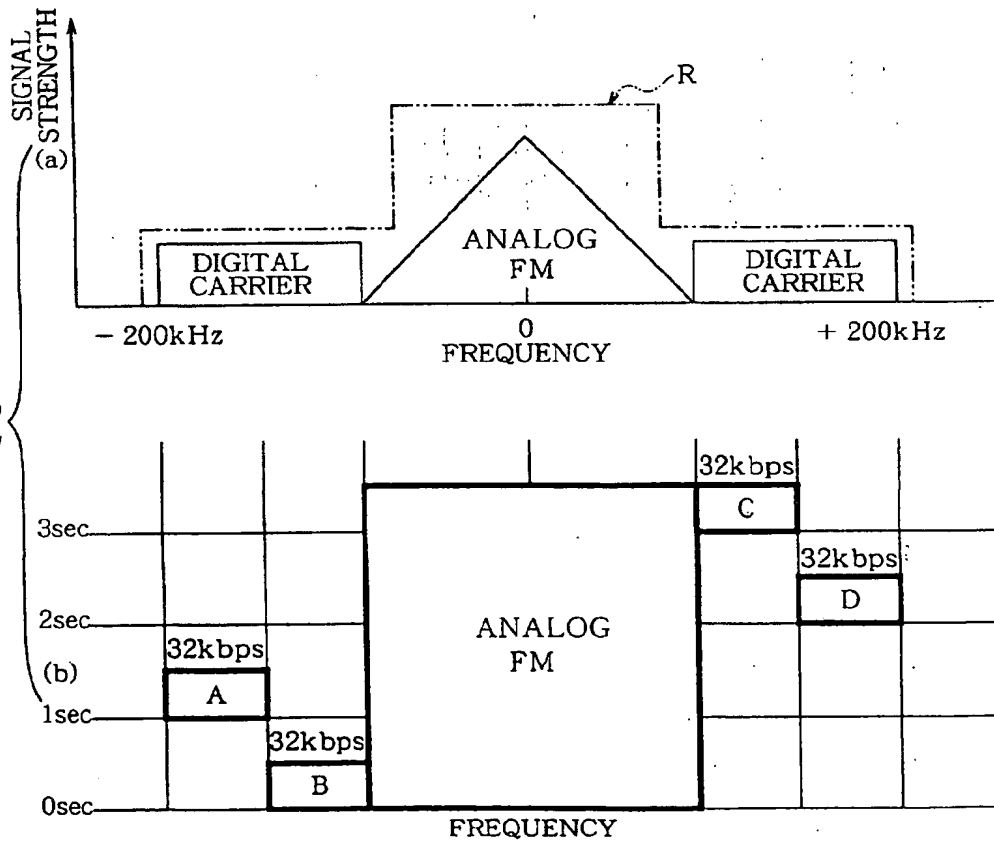 SIGNAL
STRENGTH
(a)
R
ANALOG
FM
DIGITAL
CARRIER
DIGITAL
CARRIER
- 200kHz
0
+ 200kHz
FREQUENCY
32kbps
C
3sec
32kbps
D
2sec
ANALOG
FM
32kbps
(b)
A
1sec
32kbps
B
0sec
FREQUENCY